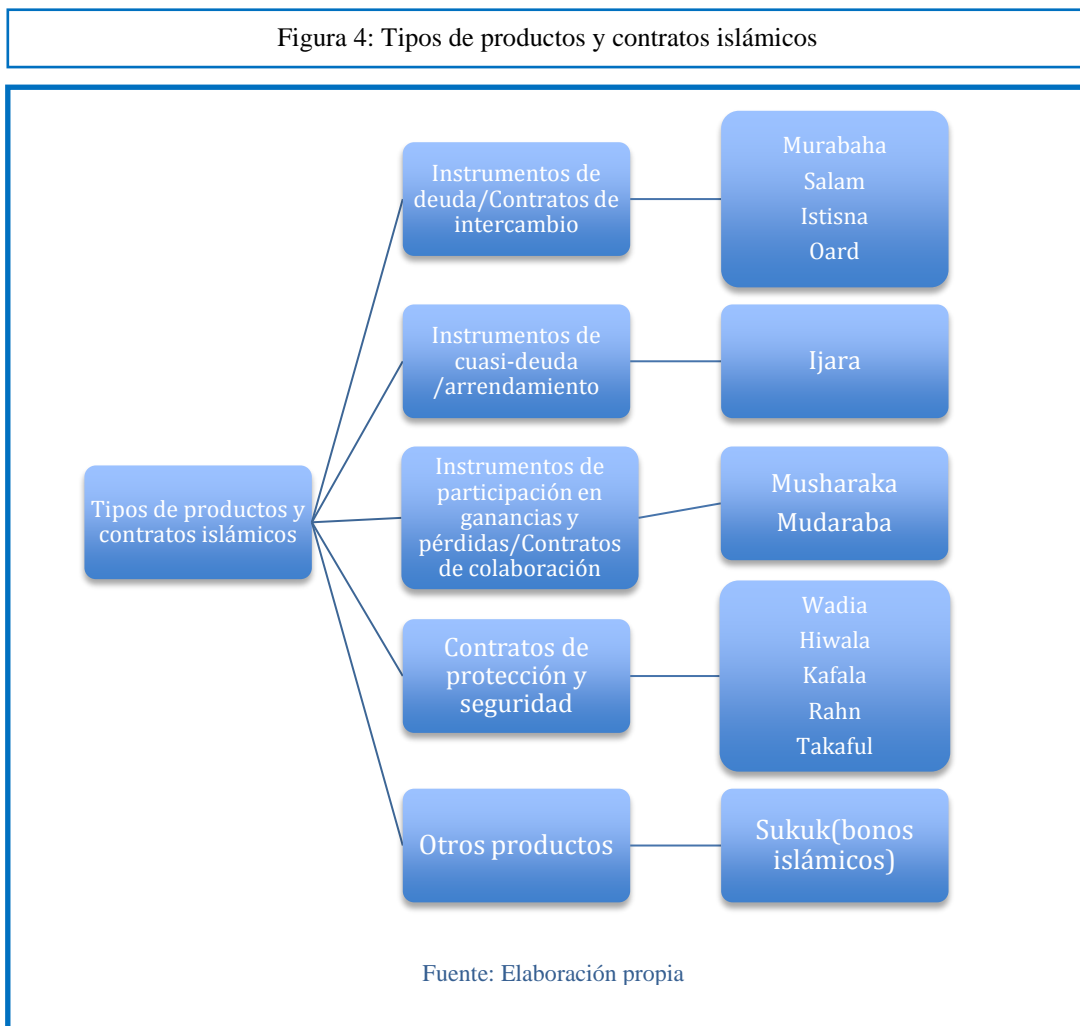 Figura 4: Tipos de productos y contratos islámicos
Tipos de productos y
contratos islámicos
Instrumentos de
deuda/Contratos de
intercambio
Murabaha
Salam
Istisna
Oard
Instrumentos de
cuasi-deuda
/arrendamiento
Ijara
Instrumentos de
participación en
ganancias y
pérdidas/Contratos
de colaboración
Musharaka
Mudaraba
Contratos de
protección y
seguridad
Wadia
Hiwala
Kafala
Rahn
Takaful
Otros productos
Sukuk(bonos
islámicos)
Fuente: Elaboración propia